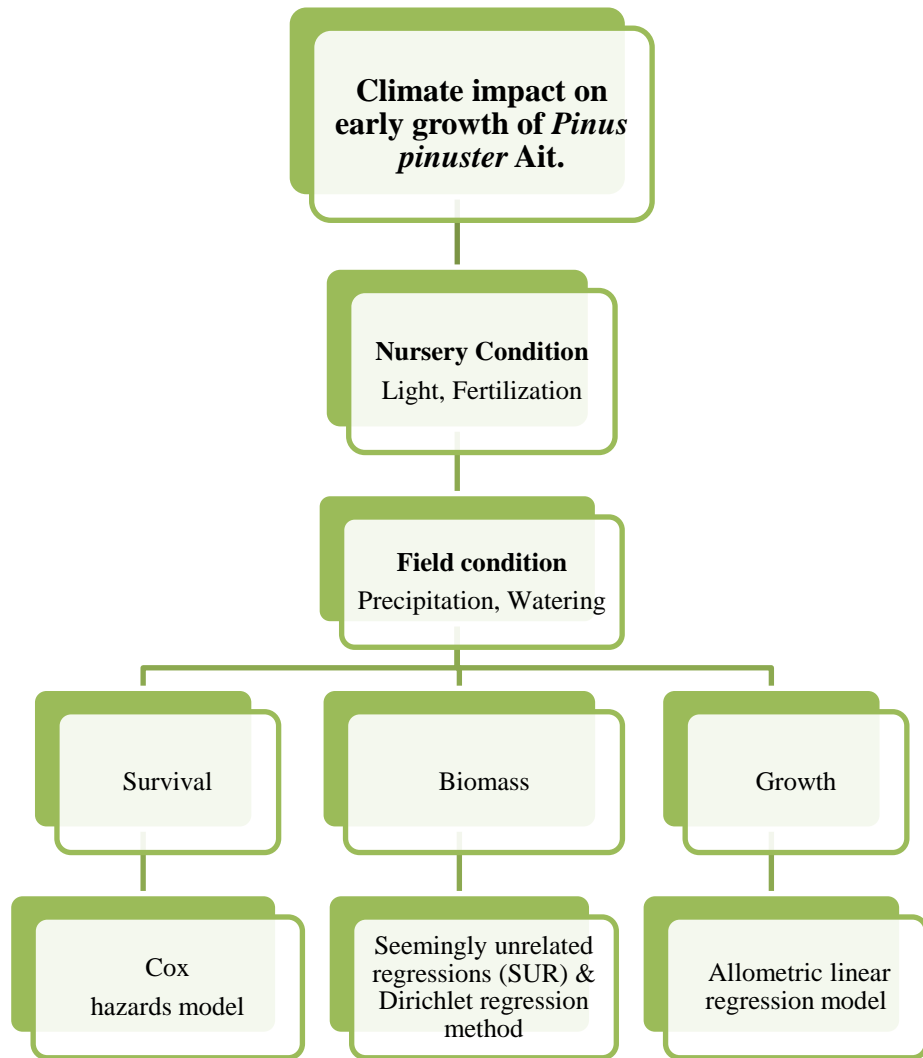 Climate impact on
early growth of Pinus
pinuster Ait.
Nursery Condition
Light, Fertilization
Field condition
Precipitation, Watering
Survival
Biomass
Growth
Cox
hazards model
Seemingly unrelated
regressions (SUR) &
Dirichlet regression
method
Allometric linear
regression model